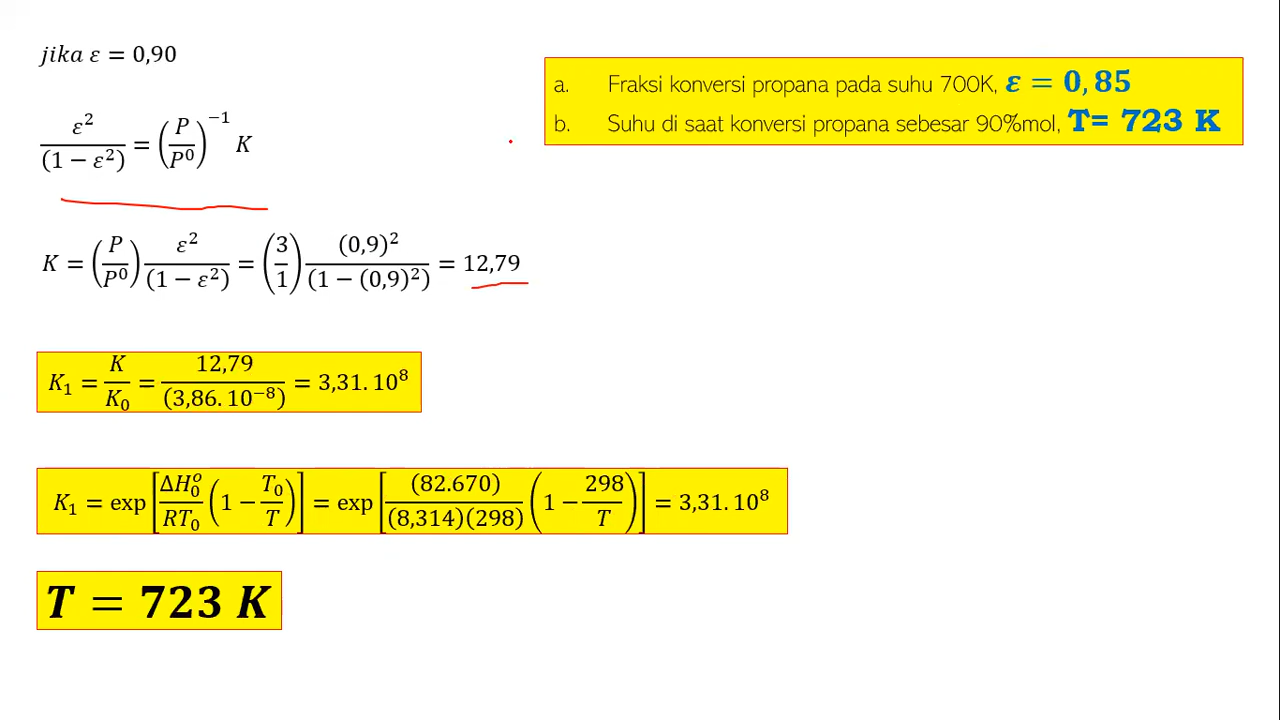 jika ε = 0,90
a. Fraksi konversi propana pada suhu 700K, ε = 0,85
b. Suhu di saat konversi propana sebesar 90%mol, T= 723 K
ε² / (1 − ε²) = (P / P⁰)⁻¹ K
K = (P / P⁰) ε² / (1 − ε²) = (3 / 1) (0,9)² / (1 − (0,9)²) = 12,79
K₁ = K / K₀ = 12,79 / (3,86. 10⁻⁸) = 3,31. 10⁸
K₁ = exp [ΔH₀ᵒ / RT₀ (1 − T₀ / T)] = exp [(82.670) / (8,314)(298) (1 − 298 / T)] = 3,31. 10⁸
T = 723 K